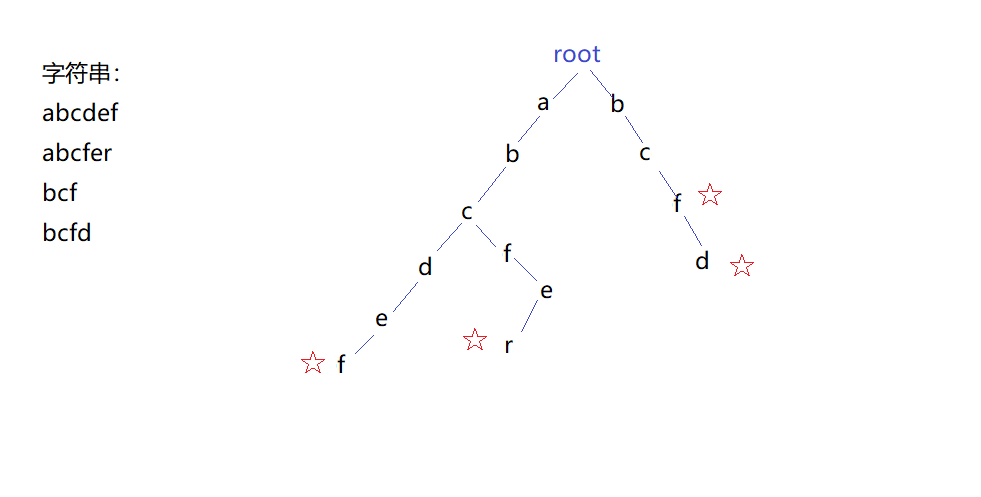 字符串：
abcdef
abcfer
bcf
bcfd
root
a b
b c
c f
d f d
e e
f r